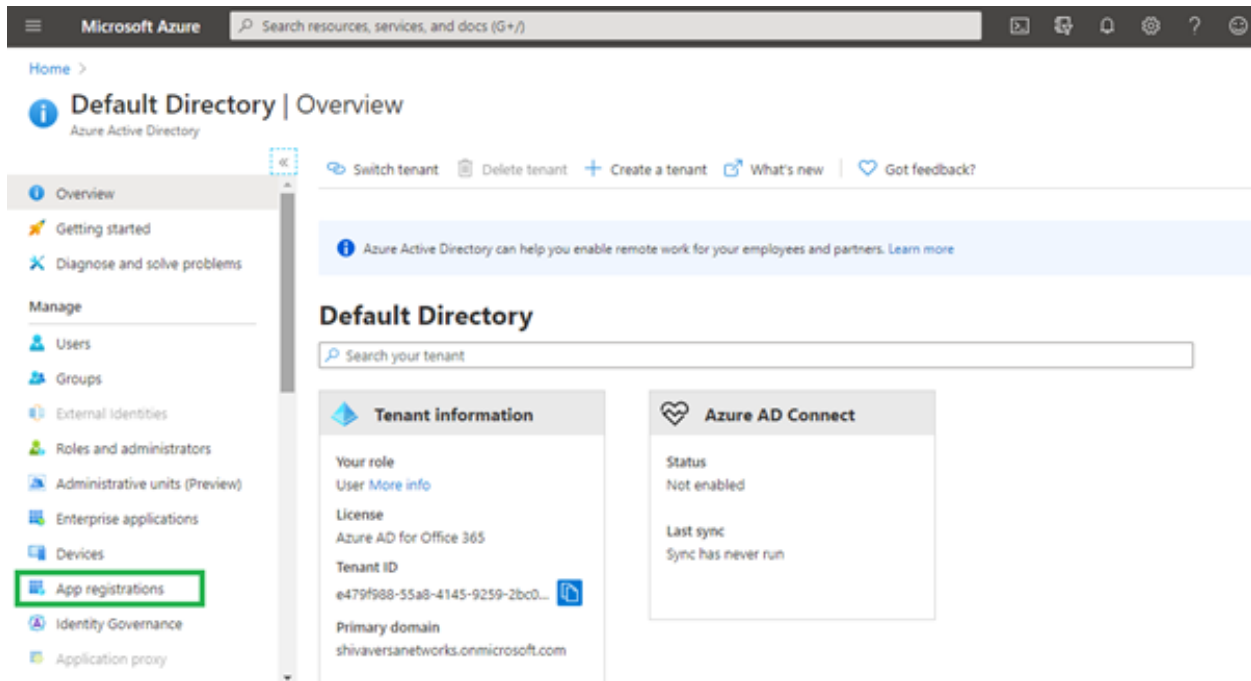 Microsoft Azure
Search resources, services, and docs (G+/)
Home >
Default Directory | Overview
Azure Active Directory
«
Switch tenant Delete tenant Create a tenant What's new Got feedback?
Overview
Getting started
Diagnose and solve problems
Manage
Users
Groups
External Identities
Roles and administrators
Administrative units (Preview)
Enterprise applications
Devices
App registrations
Identity Governance
Application proxy
Azure Active Directory can help you enable remote work for your employees and partners. Learn more
Default Directory
Search your tenant
Tenant information
Your role
User More info
License
Azure AD for Office 365
Tenant ID
e479f988-55a8-4145-9259-2bc0...
Primary domain
shivaversanetworks.onmicrosoft.com
Azure AD Connect
Status
Not enabled
Last sync
Sync has never run